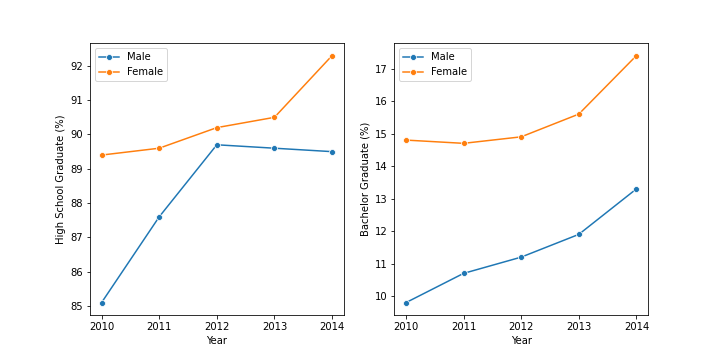 High School Graduate (%)
92
91
90
89
88
87
86
85
Male
Female
2010 2011 2012 2013 2014
Year
Bachelor Graduate (%)
17
16
15
14
13
12
11
10
Male
Female
2010 2011 2012 2013 2014
Year